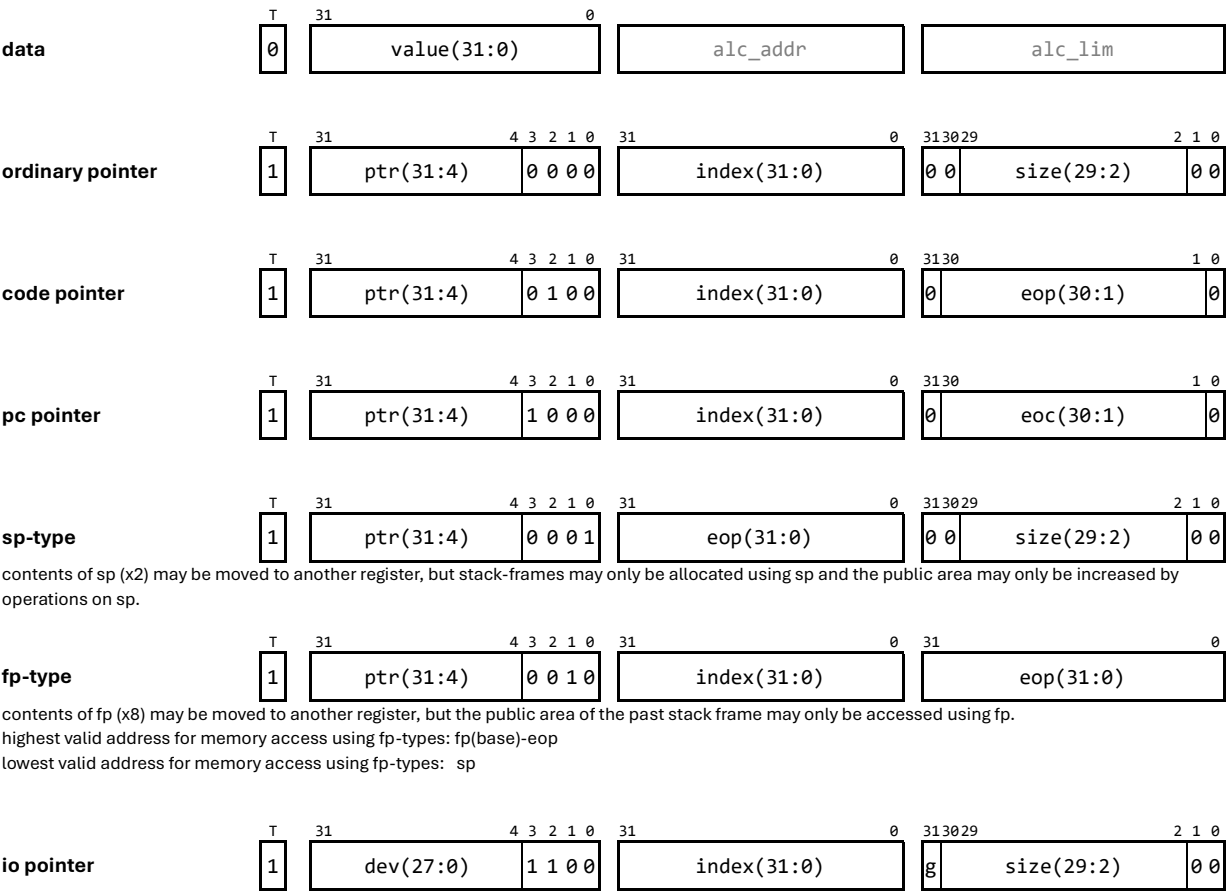 T 31 0
data 0 value(31:0) alc_addr alc_lim
T 31 4 3 2 1 0 31 0 313029 2 1 0
ordinary pointer 1 ptr(31:4) 0 0 0 0 index(31:0) 0 0 size(29:2) 0 0
T 31 4 3 2 1 0 31 0 3130 1 0
code pointer 1 ptr(31:4) 0 1 0 0 index(31:0) 0 eop(30:1) 0
T 31 4 3 2 1 0 31 0 3130 1 0
pc pointer 1 ptr(31:4) 1 0 0 0 index(31:0) 0 eoc(30:1) 0
T 31 4 3 2 1 0 31 0 313029 2 1 0
sp-type 1 ptr(31:4) 0 0 0 1 eop(31:0) 0 0 size(29:2) 0 0
contents of sp (x2) may be moved to another register, but stack-frames may only be allocated using sp and the public area may only be increased by
operations on sp.
T 31 4 3 2 1 0 31 0 31 0
fp-type 1 ptr(31:4) 0 0 1 0 index(31:0) eop(31:0)
contents of fp (x8) may be moved to another register, but the public area of the past stack frame may only be accessed using fp.
highest valid address for memory access using fp-types: fp(base)-eop
lowest valid address for memory access using fp-types: sp
T 31 4 3 2 1 0 31 0 313029 2 1 0
io pointer 1 dev(27:0) 1 1 0 0 index(31:0) g size(29:2) 0 0